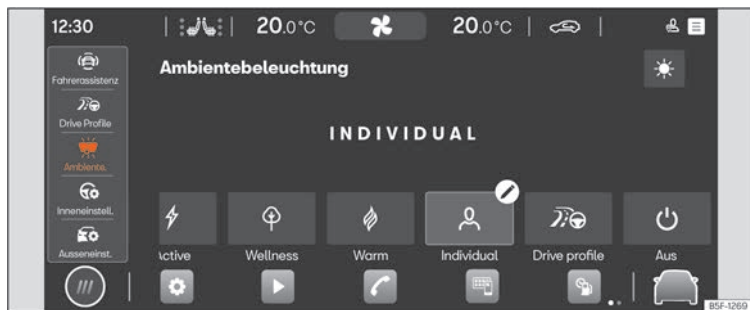 12:30
20.0°C
20.0°C
Fahrerassistenz
Drive Profile
Ambiente.
Inneneinstell.
Ausseneinst.
Ambientebeleuchtung
INDIVIDUAL
Active
Wellness
Warm
Individual
Drive profile
Aus
B5F-1269